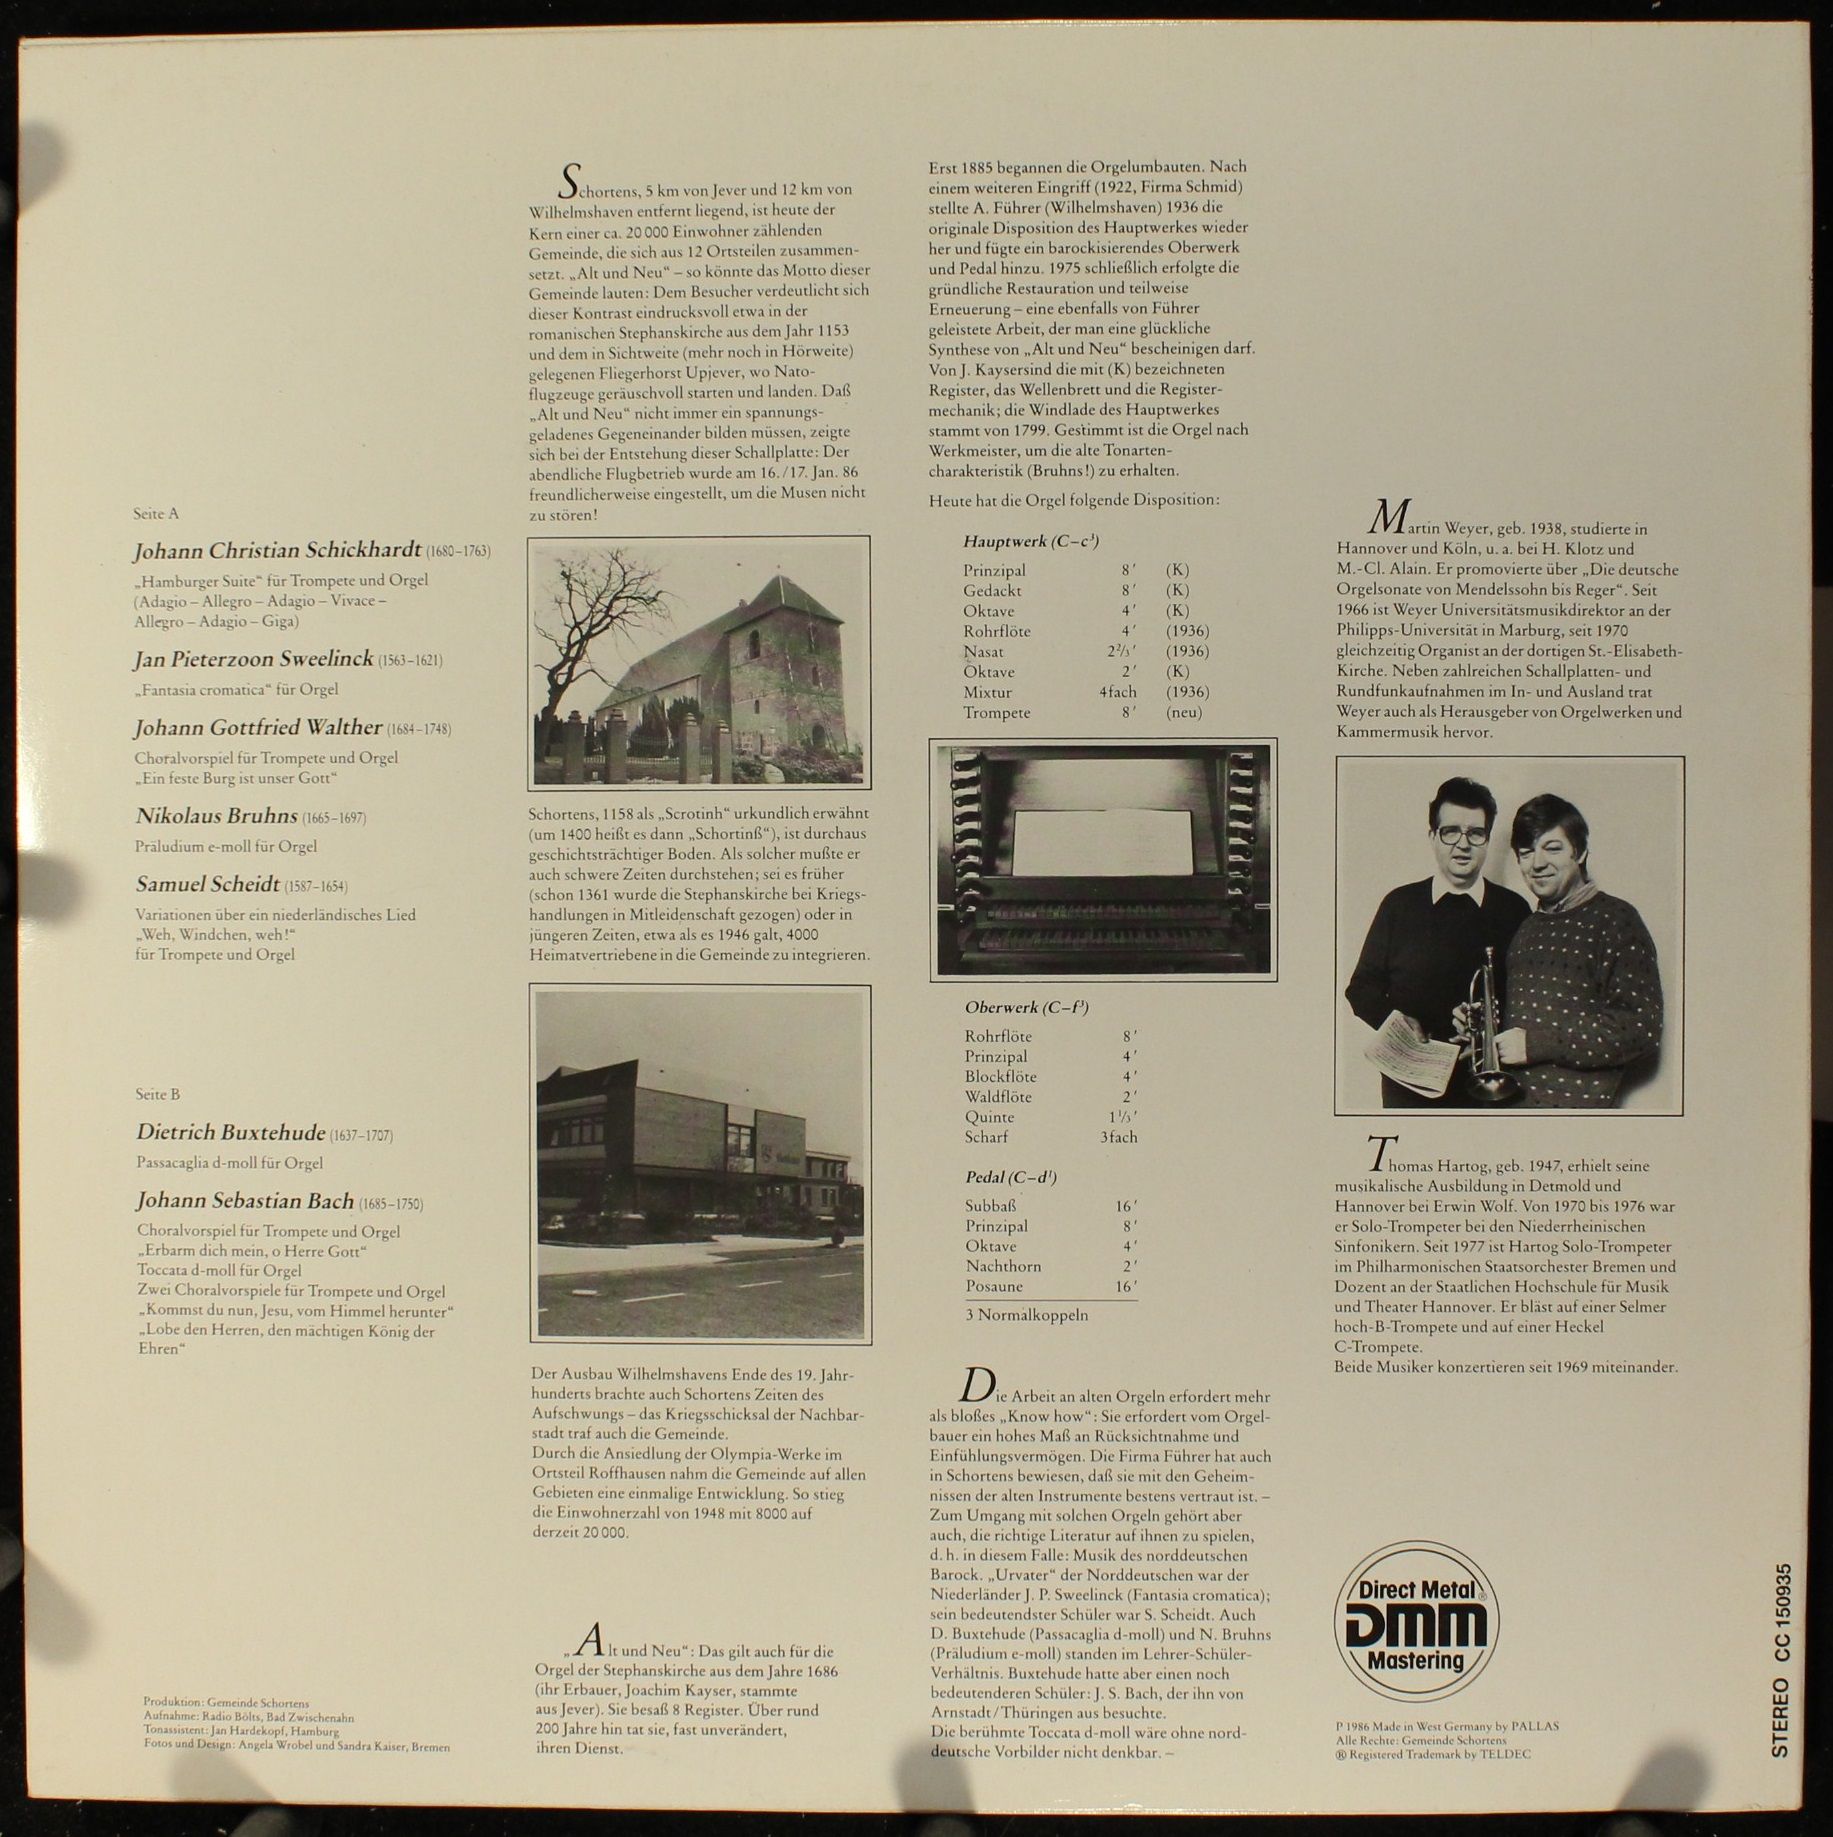 Seite A
Johann Christian Schickhardt (1680–1763)
„Hamburger Suite“ für Trompete und Orgel
(Adagio – Allegro – Adagio – Vivace –
Allegro – Adagio – Giga)
Jan Pieterzoon Sweelinck (1563–1621)
„Fantasia cromatica“ für Orgel
Johann Gottfried Walther (1684–1748)
Choralvorspiel für Trompete und Orgel
„Ein feste Burg ist unser Gott“
Nikolaus Bruhns (1665–1697)
Präludium e-moll für Orgel
Samuel Scheidt (1587–1654)
Variationen über ein niederländisches Lied
„Weh, Windchen, weh!“
für Trompete und Orgel
Seite B
Dietrich Buxtehude (1637–1707)
Passacaglia d-moll für Orgel
Johann Sebastian Bach (1685–1750)
Choralvorspiel für Trompete und Orgel
„Erbarm dich mein, o Herre Gott“
Toccata d-moll für Orgel
Zwei Choralvorspiele für Trompete und Orgel
„Kommst du nun, Jesu, vom Himmel herunter“
„Lobe den Herren, den mächtigen König der
Ehren“
Produktion: Gemeinde Schortens
Aufnahme: Radio Bölts, Bad Zwischenahn
Tonassistent: Jan Hardekopf, Hamburg
Fotos und Design: Angela Wrobel und Sandra Kaiser, Bremen
Schortens, 5 km von Jever und 12 km von
Wilhelmshaven entfernt liegend, ist heute der
Kern einer ca. 20 000 Einwohner zählenden
Gemeinde, die sich aus 12 Ortsteilen zusammen-
setzt. „Alt und Neu“ – so könnte das Motto dieser
Gemeinde lauten: Dem Besucher verdeutlicht sich
dieser Kontrast eindrucksvoll etwa in der
romanischen Stephanskirche aus dem Jahr 1153
und dem in Sichtweite (mehr noch in Hörweite)
gelegenen Fliegerhorst Upjever, wo Nato-
flugzeuge geräuschvoll starten und landen. Daß
„Alt und Neu“ nicht immer ein spannungs-
geladenes Gegeneinander bilden müssen, zeigte
sich bei der Entstehung dieser Schallplatte: Der
abendliche Flugbetrieb wurde am 16./17. Jan. 86
freundlicherweise eingestellt, um die Musen nicht
zu stören!
Schortens, 1158 als „Scrotinh“ urkundlich erwähnt
(um 1400 heißt es dann „Schortinß“), ist durchaus
geschichtsträchtiger Boden. Als solcher mußte er
auch schwere Zeiten durchstehen; sei es früher
(schon 1361 wurde die Stephanskirche bei Kriegs-
handlungen in Mitleidenschaft gezogen) oder in
jüngeren Zeiten, etwa als es 1946 galt, 4000
Heimatvertriebene in die Gemeinde zu integrieren.
Der Ausbau Wilhelmshavens Ende des 19. Jahr-
hunderts brachte auch Schortens Zeiten des
Aufschwungs – das Kriegsschicksal der Nachbar-
stadt traf auch die Gemeinde.
Durch die Ansiedlung der Olympia-Werke im
Ortsteil Roffhausen nahm die Gemeinde auf allen
Gebieten eine einmalige Entwicklung. So stieg
die Einwohnerzahl von 1948 mit 8000 auf
derzeit 20 000.
„Alt und Neu“: Das gilt auch für die
Orgel der Stephanskirche aus dem Jahre 1686
(ihr Erbauer, Joachim Kayser, stammte
aus Jever). Sie besaß 8 Register. Über rund
200 Jahre hin tat sie, fast unverändert,
ihren Dienst.
Erst 1885 begannen die Orgelumbauten. Nach
einem weiteren Eingriff (1922, Firma Schmid)
stellte A. Führer (Wilhelmshaven) 1936 die
originale Disposition des Hauptwerkes wieder
her und fügte ein barockisierendes Oberwerk
und Pedal hinzu. 1975 schließlich erfolgte die
gründliche Restauration und teilweise
Erneuerung – eine ebenfalls von Führer
geleistete Arbeit, der man eine glückliche
Synthese von „Alt und Neu“ bescheinigen darf.
Von J. Kaysersind die mit (K) bezeichneten
Register, das Wellenbrett und die Register-
mechanik; die Windlade des Hauptwerkes
stammt von 1799. Gestimmt ist die Orgel nach
Werkmeister, um die alte Tonarten-
charakteristik (Bruhns!) zu erhalten.
Heute hat die Orgel folgende Disposition:
Hauptwerk (C–c³)
Prinzipal 8′ (K)
Gedackt 8′ (K)
Oktave 4′ (K)
Rohrflöte 4′ (1936)
Nasat 2²/₃′ (1936)
Oktave 2′ (K)
Mixtur 4fach (1936)
Trompete 8′ (neu)
Oberwerk (C–f³)
Rohrflöte 8′
Prinzipal 4′
Blockflöte 4′
Waldflöte 2′
Quinte 1¹/₃′
Scharf 3fach
Pedal (C–d¹)
Subbaß 16′
Prinzipal 8′
Oktave 4′
Nachthorn 2′
Posaune 16′
3 Normalkoppeln
Die Arbeit an alten Orgeln erfordert mehr
als bloßes „Know how“: Sie erfordert vom Orgel-
bauer ein hohes Maß an Rücksichtnahme und
Einfühlungsvermögen. Die Firma Führer hat auch
in Schortens bewiesen, daß sie mit den Geheim-
nissen der alten Instrumente bestens vertraut ist. –
Zum Umgang mit solchen Orgeln gehört aber
auch, die richtige Literatur auf ihnen zu spielen,
d. h. in diesem Falle: Musik des norddeutschen
Barock. „Urvater“ der Norddeutschen war der
Niederländer J. P. Sweelinck (Fantasia cromatica);
sein bedeutendster Schüler war S. Scheidt. Auch
D. Buxtehude (Passacaglia d-moll) und N. Bruhns
(Präludium e-moll) standen im Lehrer-Schüler-
Verhältnis. Buxtehude hatte aber einen noch
bedeutenderen Schüler: J. S. Bach, der ihn von
Arnstadt/Thüringen aus besuchte.
Die berühmte Toccata d-moll wäre ohne nord-
deutsche Vorbilder nicht denkbar. –
Martin Weyer, geb. 1938, studierte in
Hannover und Köln, u. a. bei H. Klotz und
M.-Cl. Alain. Er promovierte über „Die deutsche
Orgelsonate von Mendelssohn bis Reger“. Seit
1966 ist Weyer Universitätsmusikdirektor an der
Philipps-Universität in Marburg, seit 1970
gleichzeitig Organist an der dortigen St.-Elisabeth-
Kirche. Neben zahlreichen Schallplatten- und
Rundfunkaufnahmen im In- und Ausland trat
Weyer auch als Herausgeber von Orgelwerken und
Kammermusik hervor.
Thomas Hartog, geb. 1947, erhielt seine
musikalische Ausbildung in Detmold und
Hannover bei Erwin Wolf. Von 1970 bis 1976 war
er Solo-Trompeter bei den Niederrheinischen
Sinfonikern. Seit 1977 ist Hartog Solo-Trompeter
im Philharmonischen Staatsorchester Bremen und
Dozent an der Staatlichen Hochschule für Musik
und Theater Hannover. Er bläst auf einer Selmer
hoch-B-Trompete und auf einer Heckel
C-Trompete.
Beide Musiker konzertieren seit 1969 miteinander.
Direct Metal ®
DMM
Mastering
P 1986 Made in West Germany by PALLAS
Alle Rechte: Gemeinde Schortens
® Registered Trademark by TELDEC
STEREO CC 150935